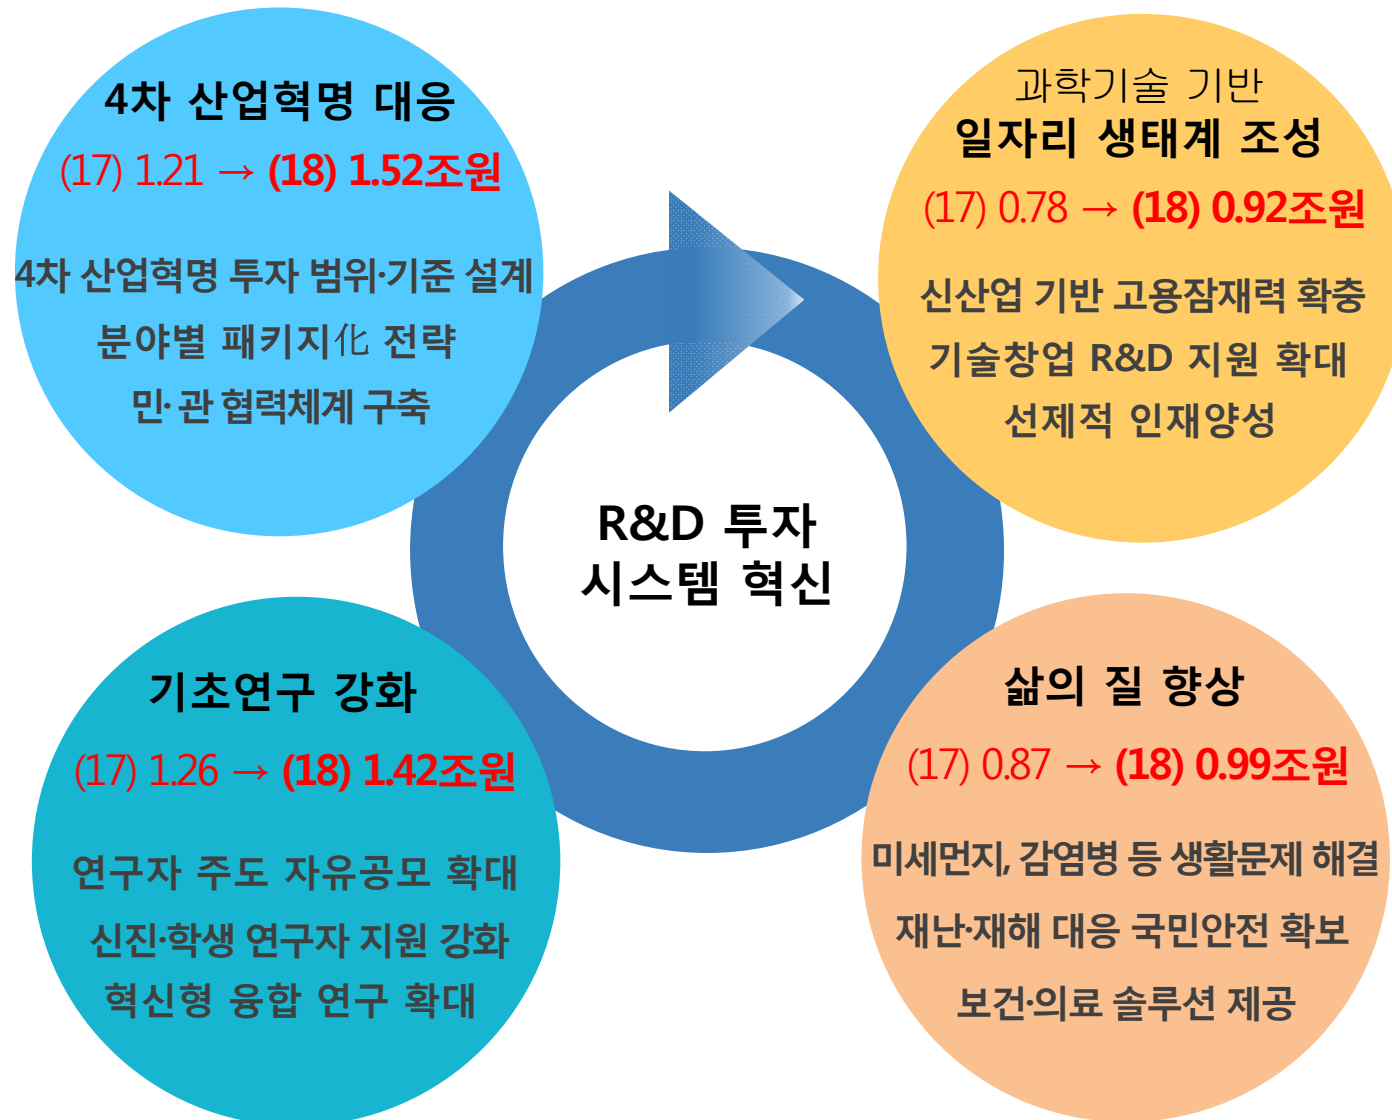 4차 산업혁명 대응
(17) 1.21 → (18) 1.52조원
4차 산업혁명 투자 범위·기준 설계
분야별 패키지化 전략
민·관 협력체계 구축
과학기술 기반
일자리 생태계 조성
(17) 0.78 → (18) 0.92조원
신산업 기반 고용잠재력 확충
기술창업 R&D 지원 확대
선제적 인재양성
R&D 투자
시스템 혁신
기초연구 강화
(17) 1.26 → (18) 1.42조원
연구자 주도 자유공모 확대
신진·학생 연구자 지원 강화
혁신형 융합 연구 확대
삶의 질 향상
(17) 0.87 → (18) 0.99조원
미세먼지, 감염병 등 생활문제 해결
재난·재해 대응 국민안전 확보
보건·의료 솔루션 제공